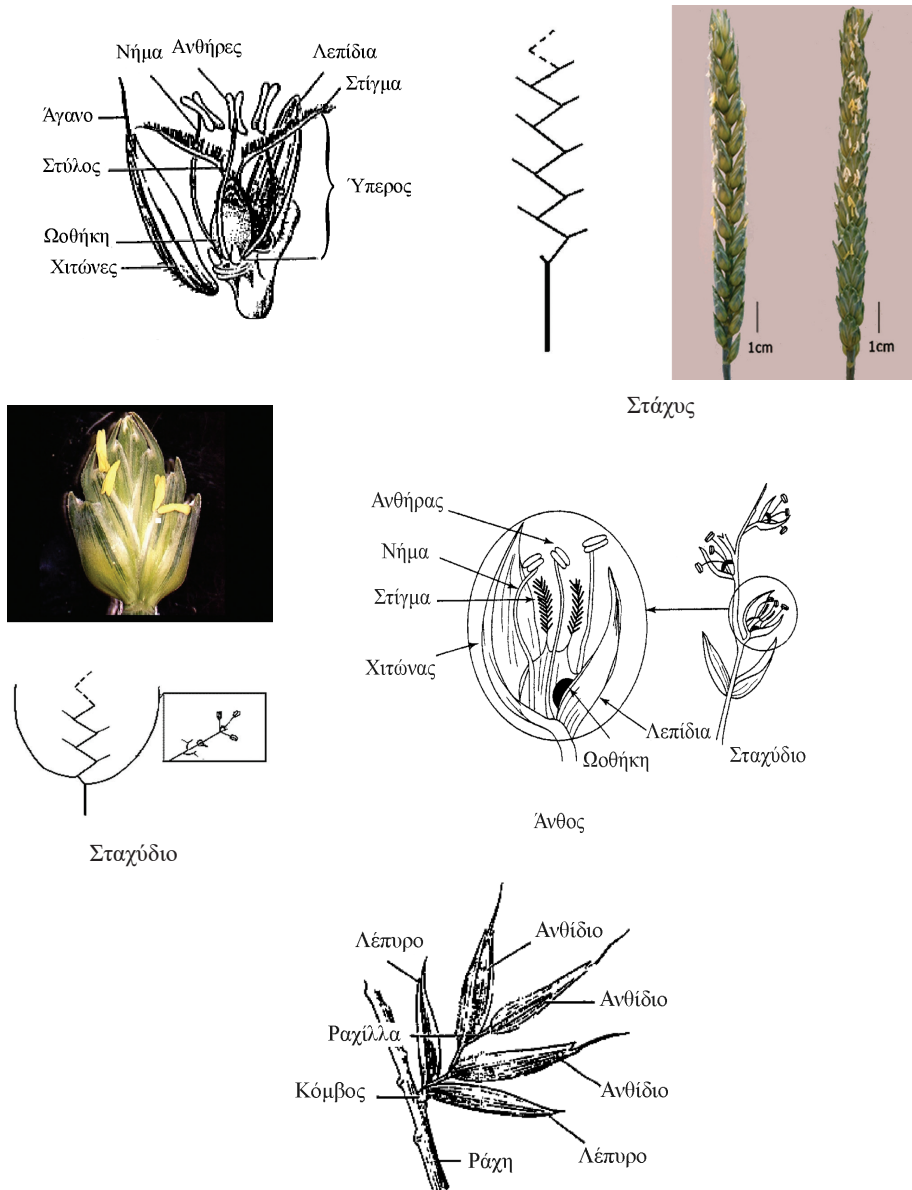 Νήμα
Ανθήρες
Λεπίδια
Στίγμα
Άγανο
Στύλος
Ύπερος
Ωοθήκη
Χιτώνες
1cm
1cm
Στάχυς
Ανθήρας
Νήμα
Στίγμα
Χιτώνας
Λεπίδια
Ωοθήκη
Σταχύδιο
Άνθος
Σταχύδιο
Λέπυρο
Ανθίδιο
Ανθίδιο
Ραχίλλα
Κόμβος
Ανθίδιο
Λέπυρο
Ράχη